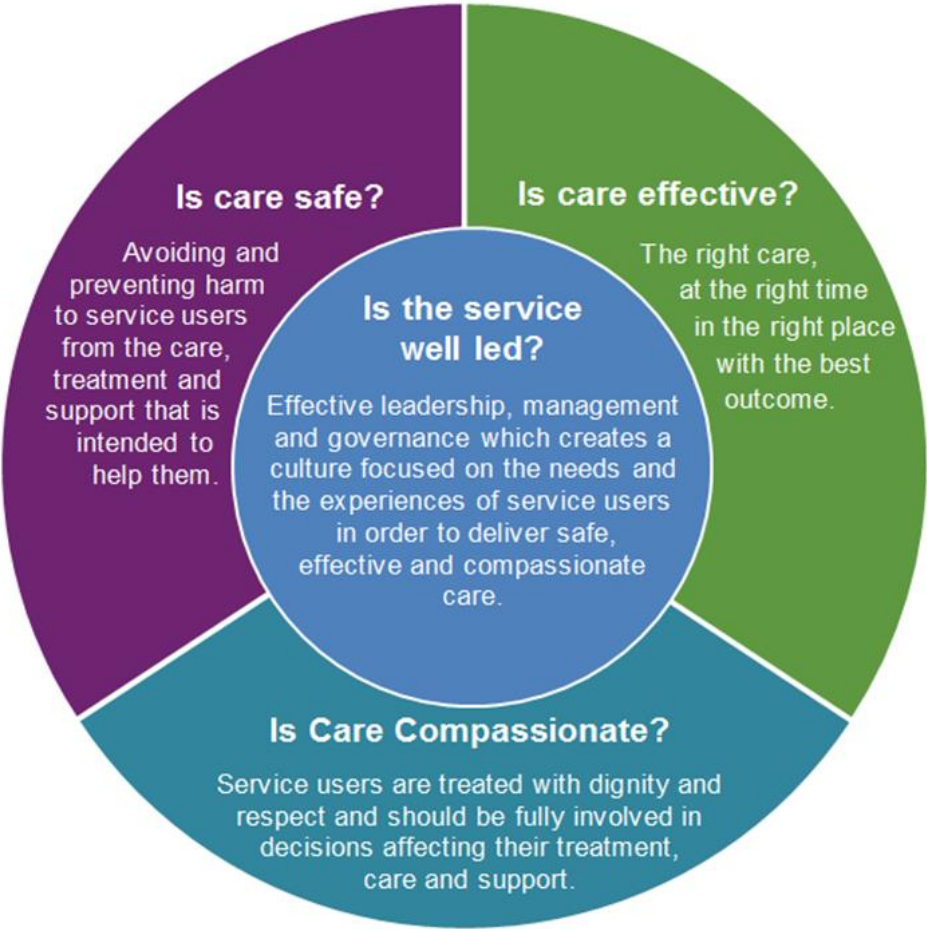 Is care safe?
Avoiding and
preventing harm
to service users
from the care,
treatment and
support that is
intended to
help them.
Is care effective?
The right care,
at the right time
in the right place
with the best
outcome.
Is the service
well led?
Effective leadership, management
and governance which creates a
culture focused on the needs and
the experiences of service users
in order to deliver safe,
effective and compassionate
care.
Is Care Compassionate?
Service users are treated with dignity and
respect and should be fully involved in
decisions affecting their treatment,
care and support.